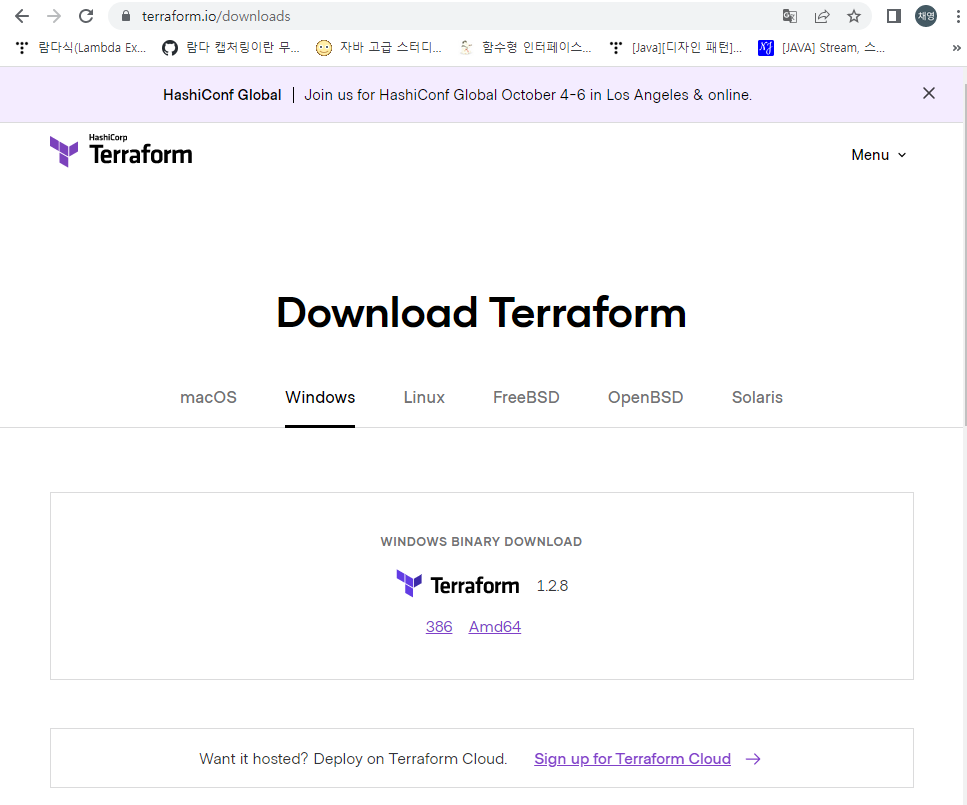 terraform.io/downloads
채영
람다식(Lambda Ex...
람다 캡처링이란 무...
자바 고급 스터디...
함수형 인터페이스...
[Java][디자인 패턴]...
[JAVA] Stream, 스...
»
HashiConf Global | Join us for HashiConf Global October 4-6 in Los Angeles & online.
HashiCorp
Terraform
Menu
Download Terraform
macOS
Windows
Linux
FreeBSD
OpenBSD
Solaris
WINDOWS BINARY DOWNLOAD
Terraform 1.2.8
386 Amd64
Want it hosted? Deploy on Terraform Cloud. Sign up for Terraform Cloud →